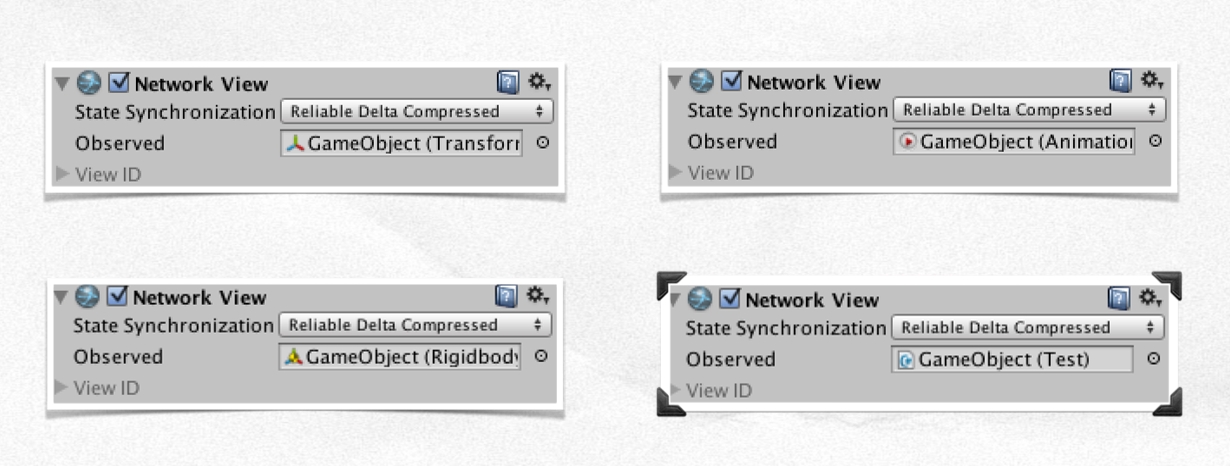 Network View
State Synchronization Reliable Delta Compressed
Observed GameObject (Transforr
View ID
Network View
State Synchronization Reliable Delta Compressed
Observed GameObject (Animatio
View ID
Network View
State Synchronization Reliable Delta Compressed
Observed GameObject (Rigidbody
View ID
Network View
State Synchronization Reliable Delta Compressed
Observed GameObject (Test)
View ID